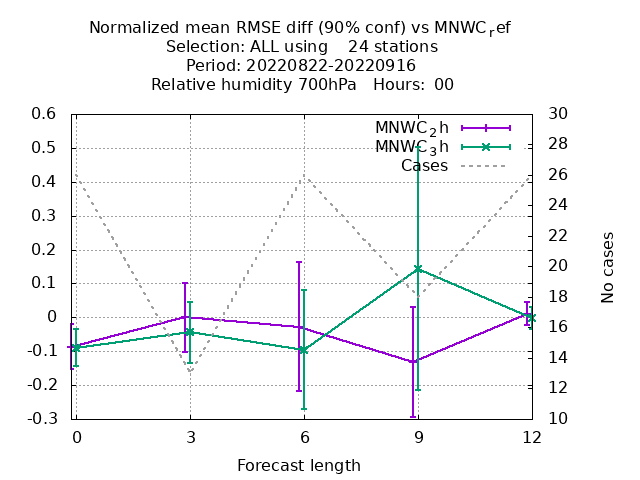 Normalized mean RMSE diff (90% conf) vs MNWC_ref
Selection: ALL using    24 stations
Period: 20220822-20220916
Relative humidity 700hPa   Hours:  00
MNWC_2h
MNWC_3h
Cases
0.6
0.5
0.4
0.3
0.2
0.1
0
-0.1
-0.2
-0.3
30
28
26
24
22
20
18
16
14
12
10
No cases
0 3 6 9 12
Forecast length